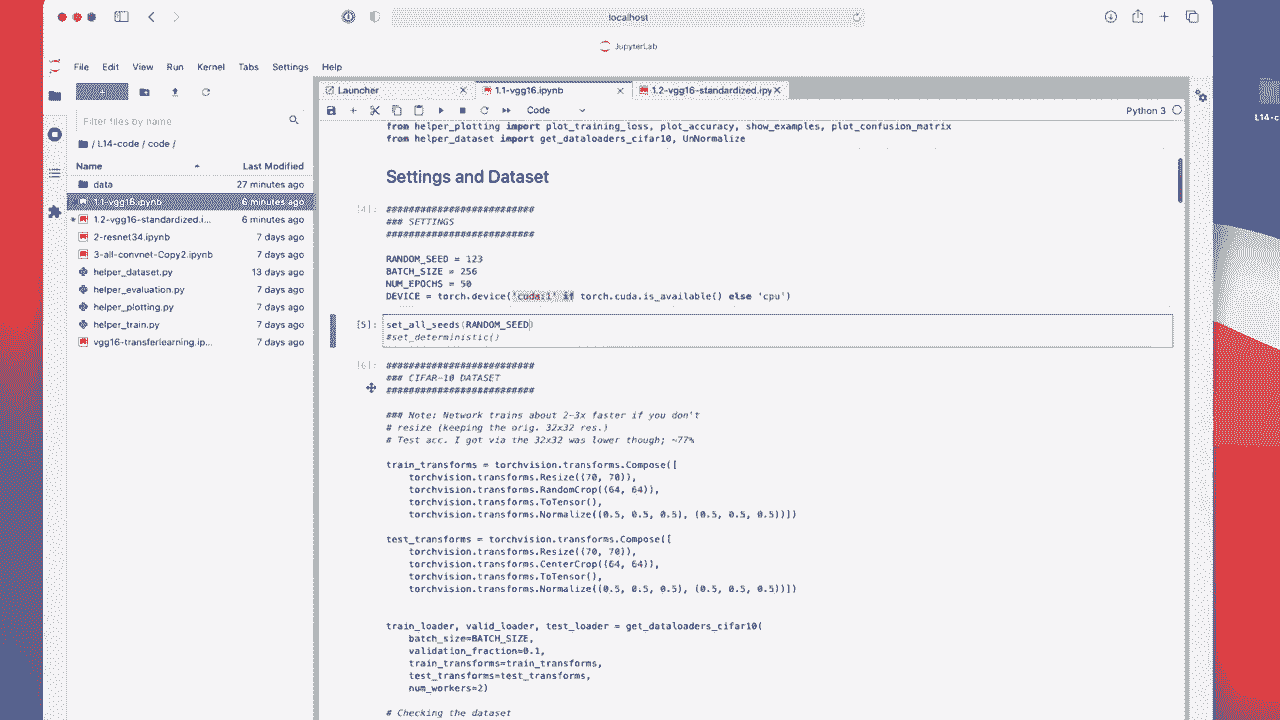 localhost
JupyterLab
File Edit View Run Kernel Tabs Settings Help
Launcher
1.1-vgg16.ipynb
1.2-vgg16-standardized.ipy
Code
Python 3
Filter files by name
/ L14-code / code /
Name Last Modified
data 27 minutes ago
1.1-vgg16.ipynb 6 minutes ago
1.2-vgg16-standardized.i... 6 minutes ago
2-resnet34.ipynb 7 days ago
3-all-convnet-Copy2.ipynb 7 days ago
helper_dataset.py 13 days ago
helper_evaluation.py 7 days ago
helper_plotting.py 7 days ago
helper_train.py 7 days ago
vgg16-transferlearning.ip... 7 days ago
from helper_plotting import plot_training_loss, plot_accuracy, show_examples, plot_confusion_matrix
from helper_dataset import get_dataloaders_cifar10, UnNormalize
Settings and Dataset
[4]: ##########################
### SETTINGS
##########################
RANDOM_SEED = 123
BATCH_SIZE = 256
NUM_EPOCHS = 50
DEVICE = torch.device('cuda:1' if torch.cuda.is_available() else 'cpu')
[5]: set_all_seeds(RANDOM_SEED)
#set_deterministic()
[6]: ##########################
### CIFAR-10 DATASET
##########################
### Note: Network trains about 2-3x faster if you don't
# resize (keeping the orig. 32x32 res.)
# Test acc. I got via the 32x32 was lower though; ~77%
train_transforms = torchvision.transforms.Compose([
torchvision.transforms.Resize((70, 70)),
torchvision.transforms.RandomCrop((64, 64)),
torchvision.transforms.ToTensor(),
torchvision.transforms.Normalize((0.5, 0.5, 0.5), (0.5, 0.5, 0.5))])
test_transforms = torchvision.transforms.Compose([
torchvision.transforms.Resize((70, 70)),
torchvision.transforms.CenterCrop((64, 64)),
torchvision.transforms.ToTensor(),
torchvision.transforms.Normalize((0.5, 0.5, 0.5), (0.5, 0.5, 0.5))])
train_loader, valid_loader, test_loader = get_dataloaders_cifar10(
batch_size=BATCH_SIZE,
validation_fraction=0.1,
train_transforms=train_transforms,
test_transforms=test_transforms,
num_workers=2)
# Checking the dataset
L14-c